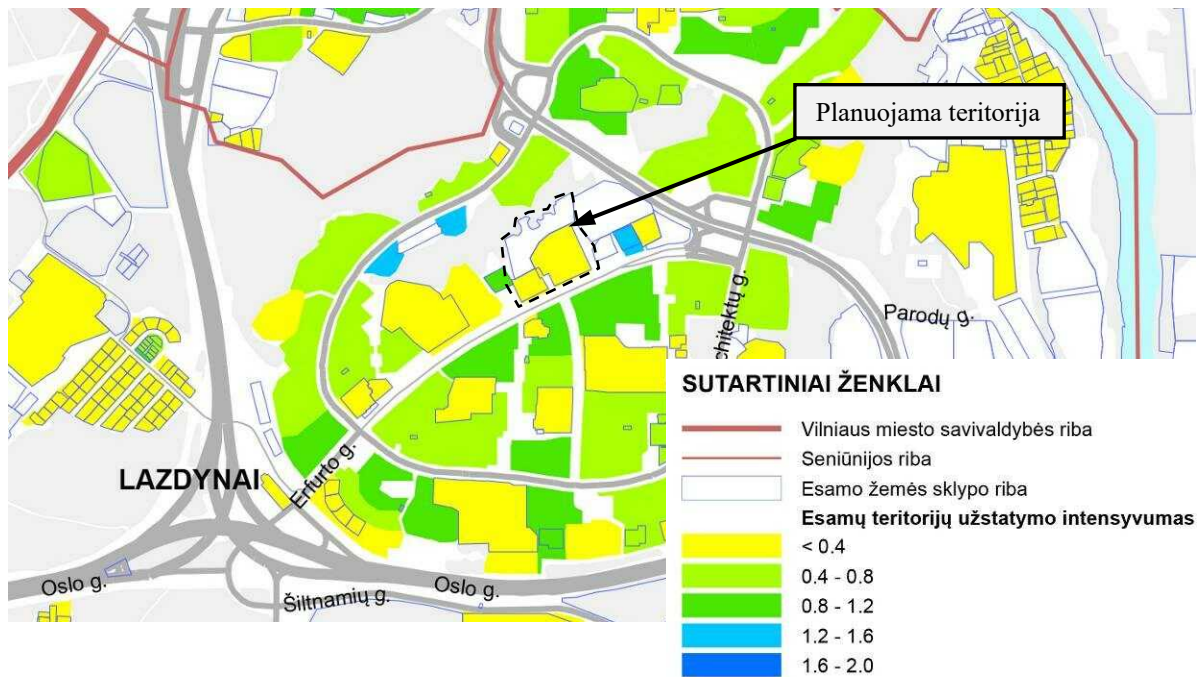 Planuojama teritorija
Parodų g.
chitektų g.
Erfurto g.
LAZDYNAI
Oslo g.
Oslo g.
Šiltnamių g.
SUTARTINIAI ŽENKLAI
Vilniaus miesto savivaldybės riba
Seniūnijos riba
Esamo žemės sklypo riba
Esamų teritorijų užstatymo intensyvumas
< 0.4
0.4 - 0.8
0.8 - 1.2
1.2 - 1.6
1.6 - 2.0